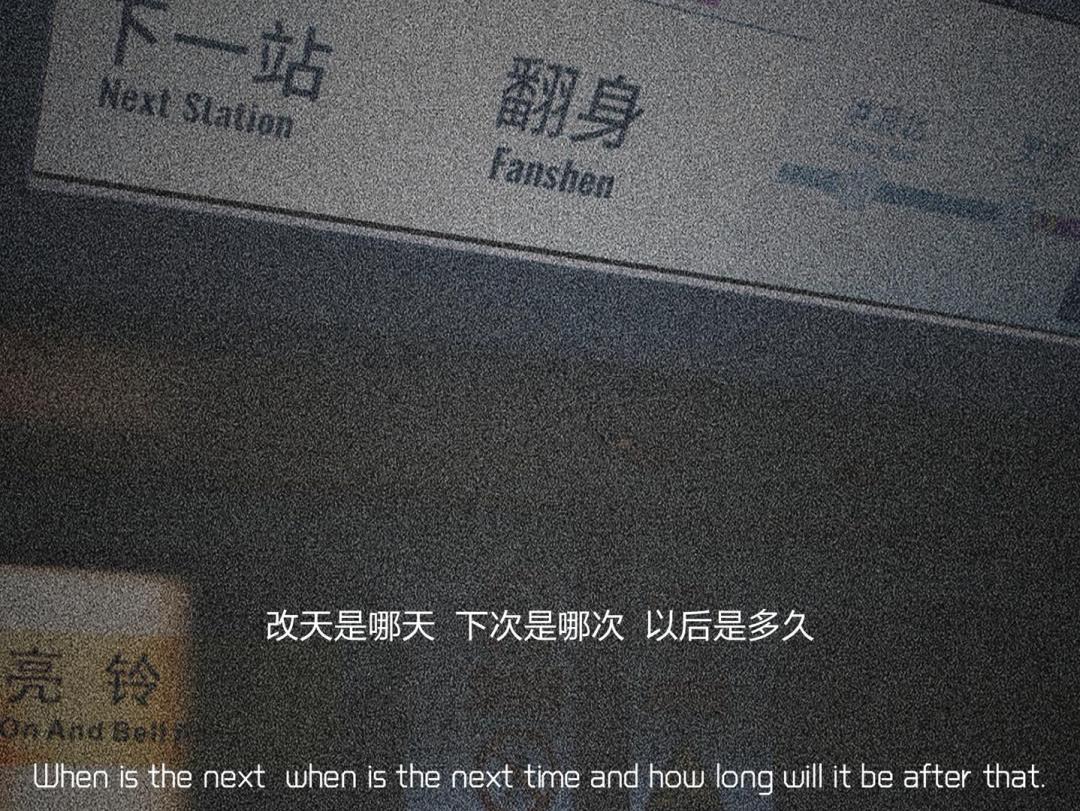 下一站
Next Station
翻身
Fanshen
改天是哪天 下次是哪次 以后是多久
亮 铃
On And Bell
When is the next when is the next time and how long will it be after that.